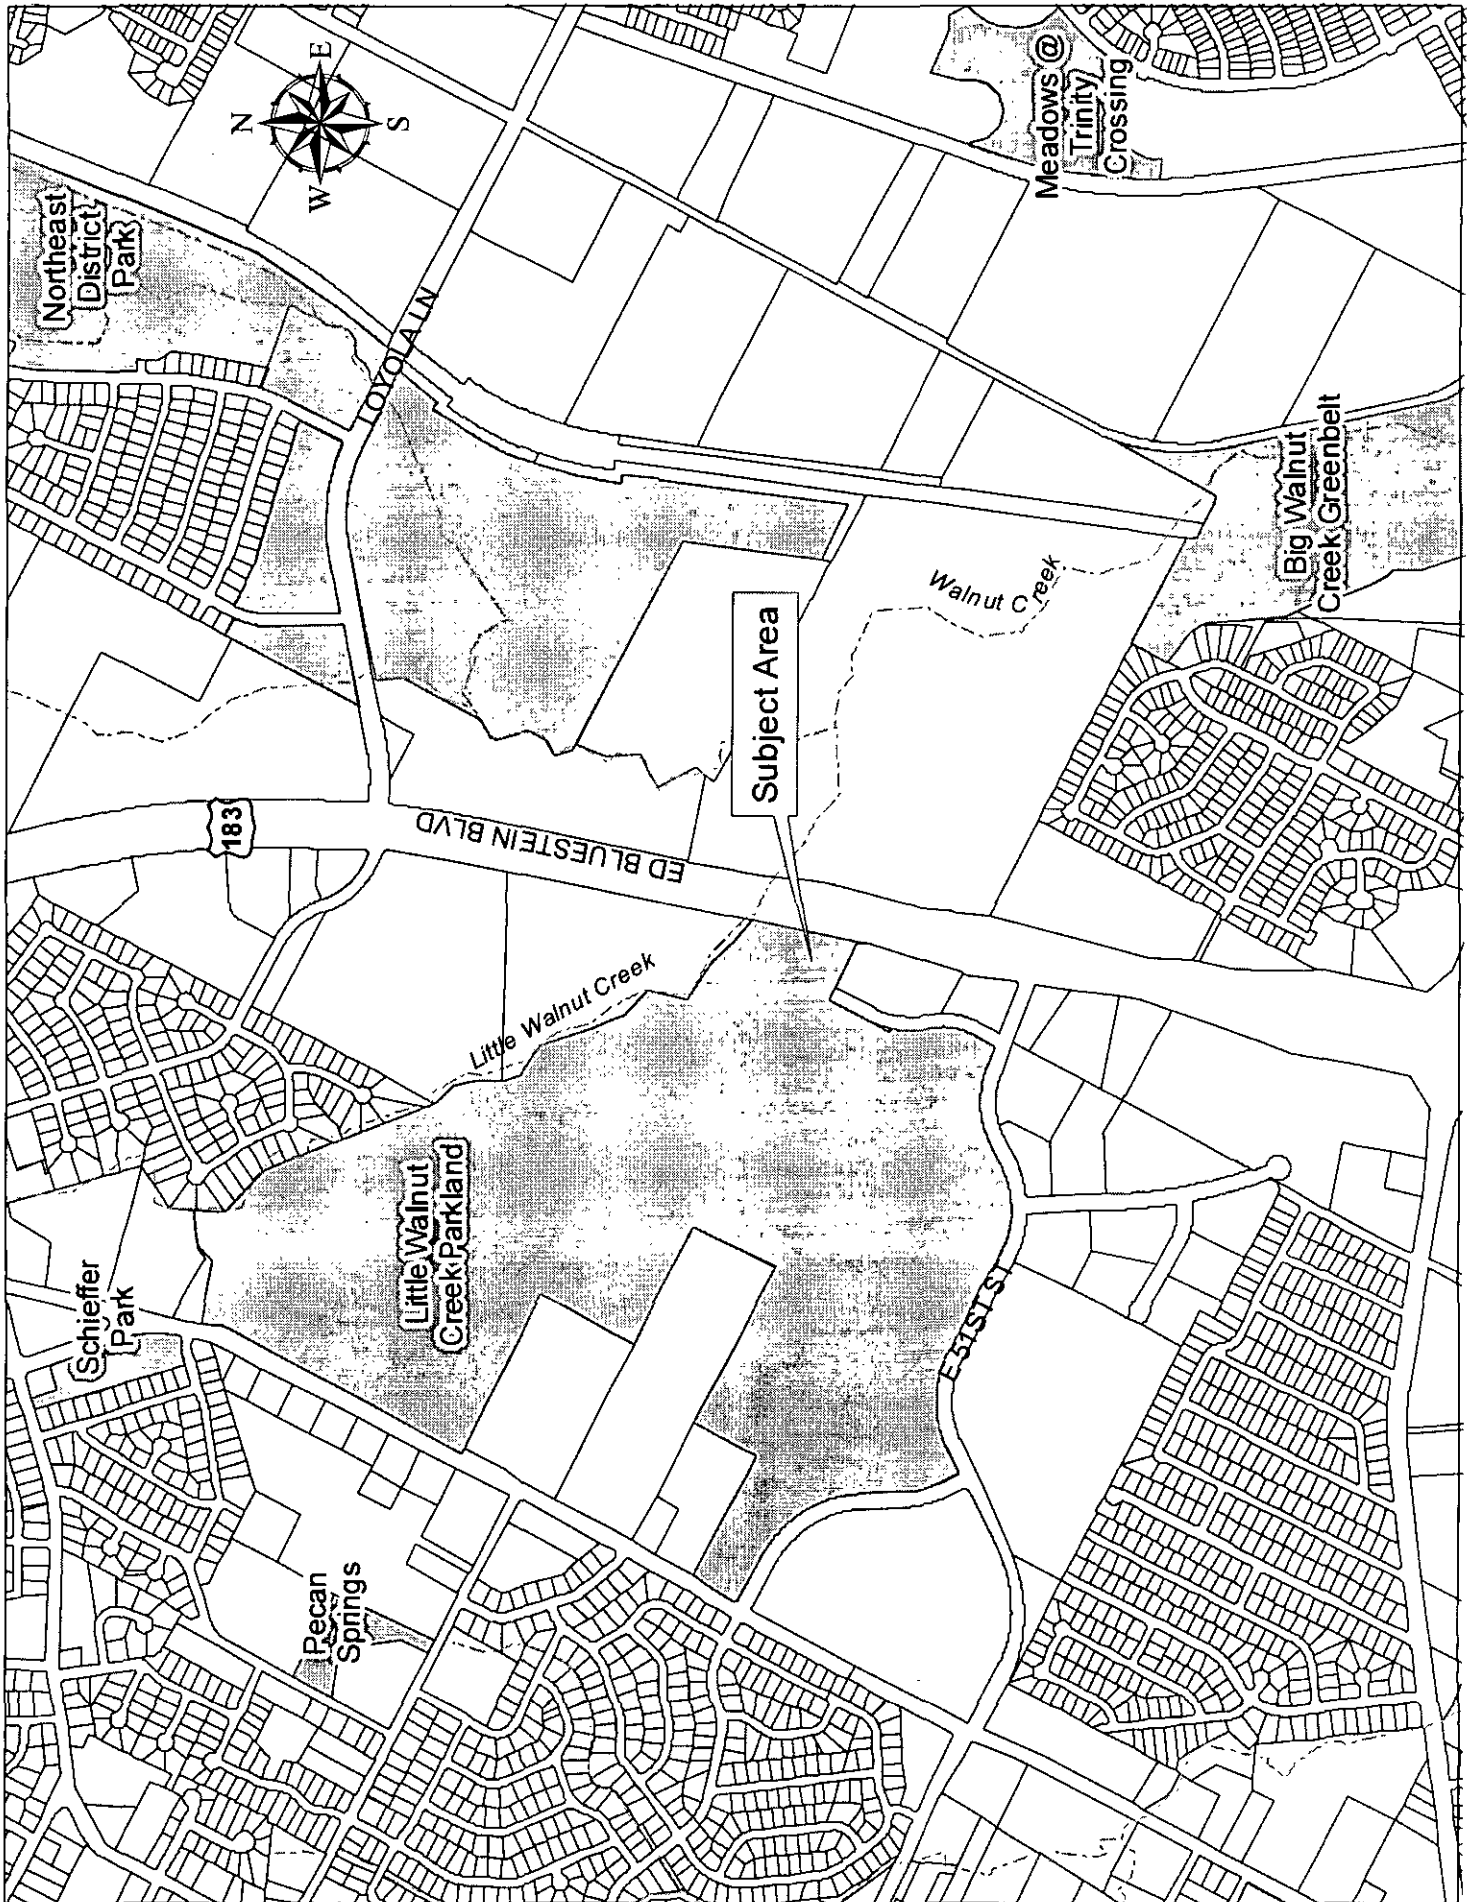 Northeast
District
Park
Schieffer
Park
183
N
E
S
W
Pecan
Springs
LOYOLA LN
Little Walnut
Creek Parkland
ED BLUESTEIN BLVD
Little Walnut Creek
Subject Area
Walnut Creek
E 51ST ST
Meadows @
Trinity
Crossing
Big Walnut
Creek Greenbelt